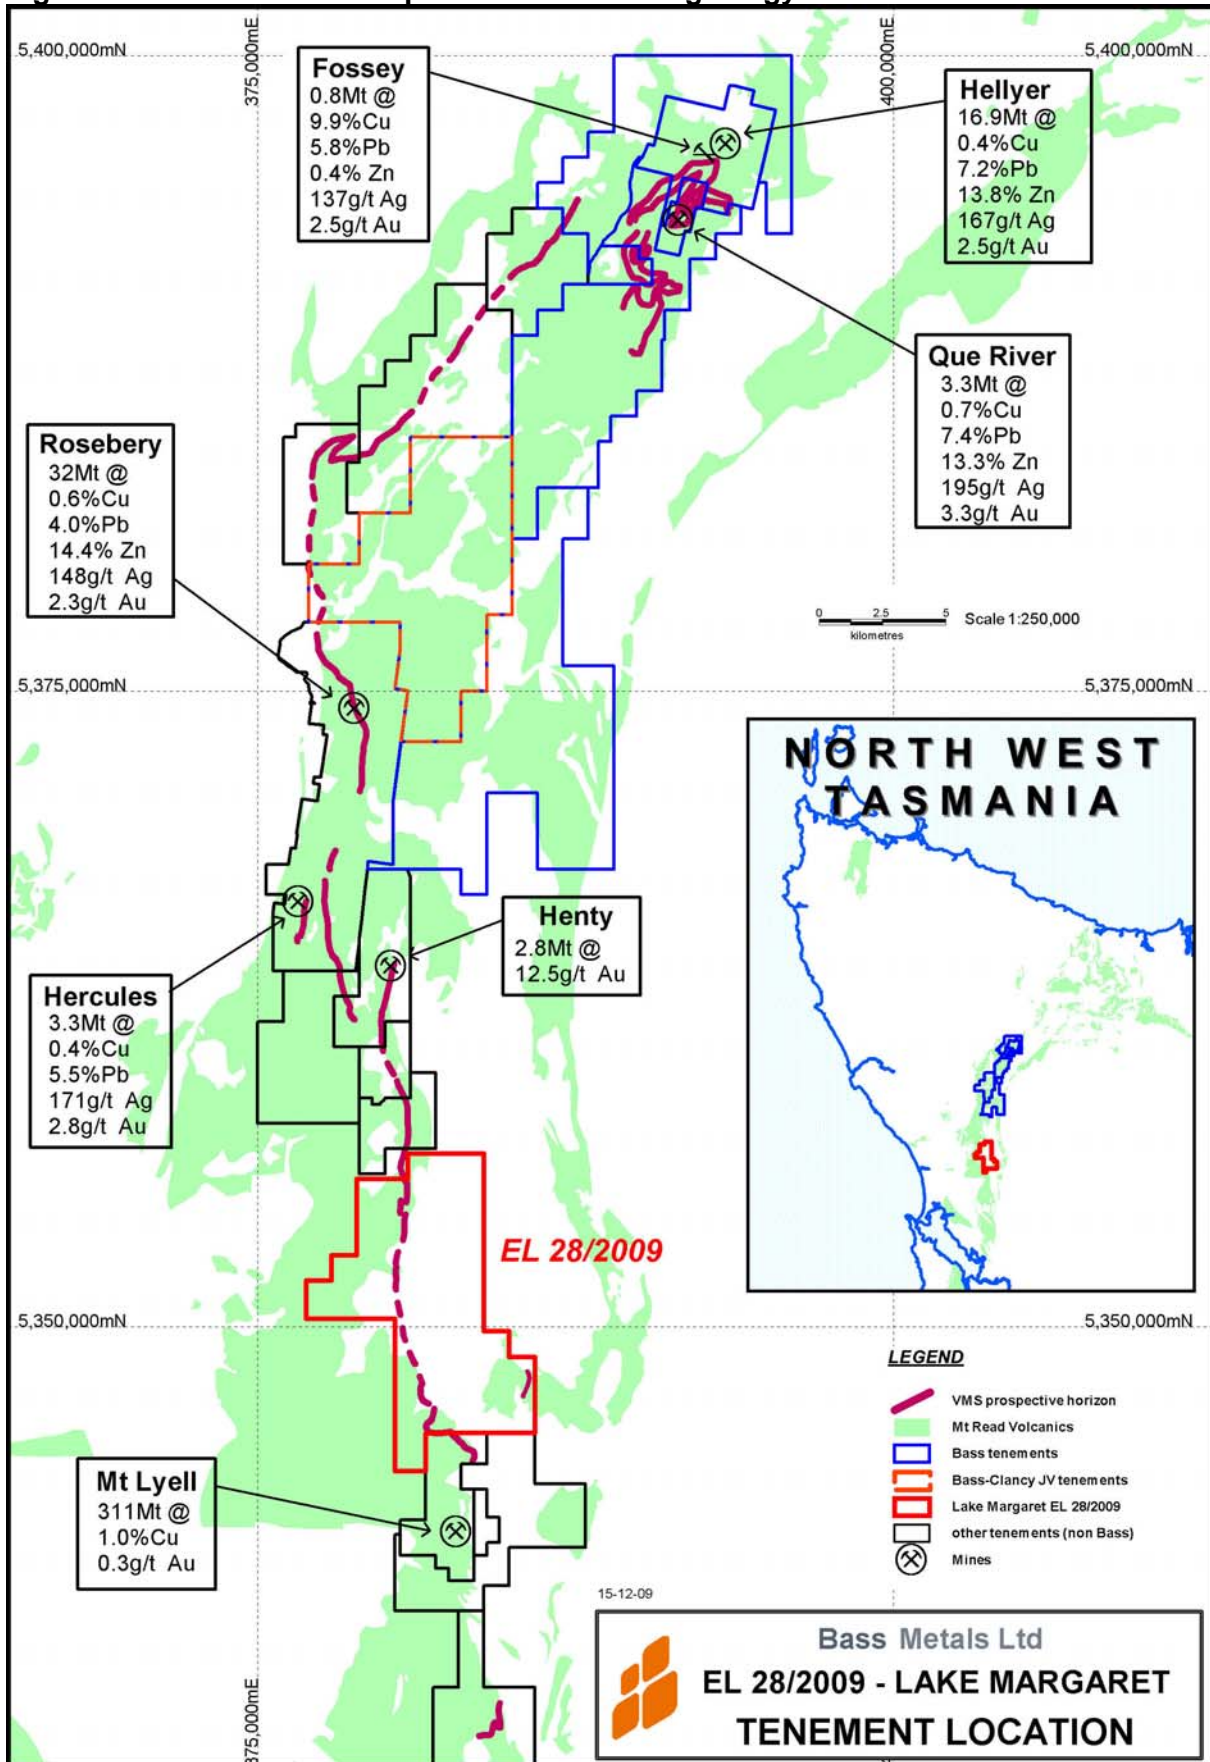 5,400,000mN
375,000mE
400,000mE
5,400,000mN
Fossey
0.8Mt @
9.9%Cu
5.8%Pb
0.4% Zn
137g/t Ag
2.5g/t Au
Hellyer
16.9Mt @
0.4%Cu
7.2%Pb
13.8% Zn
167g/t Ag
2.5g/t Au
Que River
3.3Mt @
0.7%Cu
7.4%Pb
13.3% Zn
195g/t Ag
3.3g/t Au
Rosebery
32Mt @
0.6%Cu
4.0%Pb
14.4% Zn
148g/t Ag
2.3g/t Au
0 2.5 5 Scale 1:250,000
kilometres
5,375,000mN
5,375,000mN
NORTH WEST
TASMANIA
Henty
2.8Mt @
12.5g/t Au
Hercules
3.3Mt @
0.4%Cu
5.5%Pb
171g/t Ag
2.8g/t Au
EL 28/2009
5,350,000mN
5,350,000mN
LEGEND
VMS prospective horizon
Mt Read Volcanics
Bass tenements
Bass-Clancy JV tenements
Lake Margaret EL 28/2009
other tenements (non Bass)
Mines
Mt Lyell
311Mt @
1.0%Cu
0.3g/t Au
15-12-09
375,000mE
Bass Metals Ltd
EL 28/2009 - LAKE MARGARET
TENEMENT LOCATION